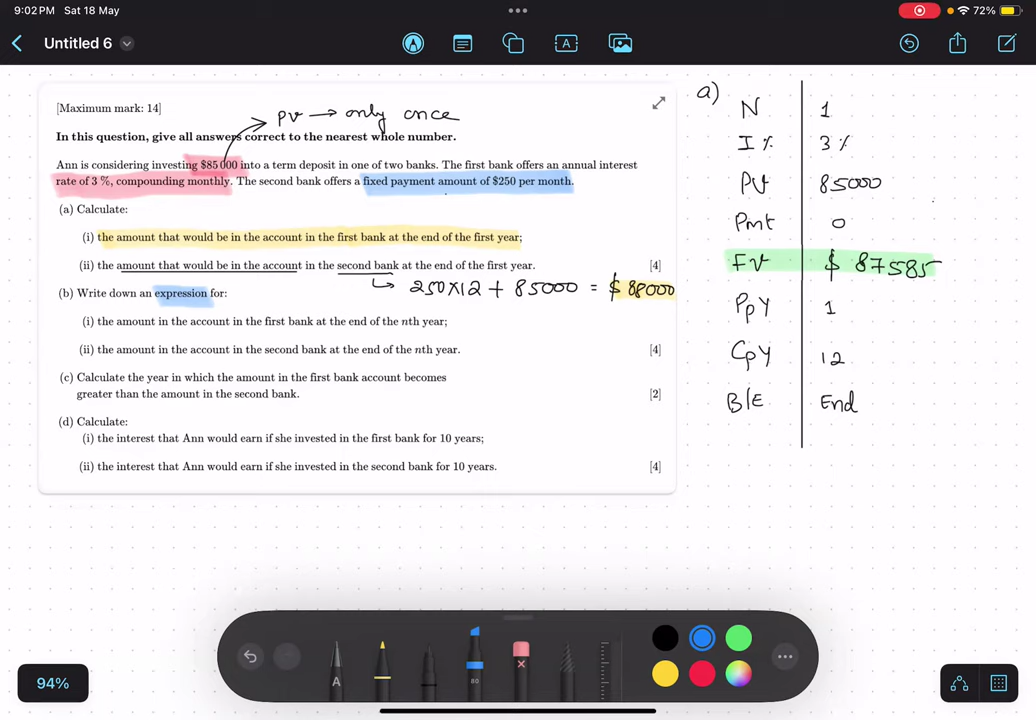 9:02 PM Sat 18 May
72%
Untitled 6
[Maximum mark: 14]
PV → only once
In this question, give all answers correct to the nearest whole number.
Ann is considering investing $85 000 into a term deposit in one of two banks. The first bank offers an annual interest
rate of 3 %, compounding monthly. The second bank offers a fixed payment amount of $250 per month.
(a) Calculate:
(i) the amount that would be in the account in the first bank at the end of the first year;
(ii) the amount that would be in the account in the second bank at the end of the first year. [4]
250×12 + 85000 = $88000
(b) Write down an expression for:
(i) the amount in the account in the first bank at the end of the nth year;
(ii) the amount in the account in the second bank at the end of the nth year. [4]
(c) Calculate the year in which the amount in the first bank account becomes
greater than the amount in the second bank. [2]
(d) Calculate:
(i) the interest that Ann would earn if she invested in the first bank for 10 years;
(ii) the interest that Ann would earn if she invested in the second bank for 10 years. [4]
a)
N 1
I% 3%
PV 85000
Pmt 0
FV $ 87585
PpY 1
CpY 12
B/E End
A
80
94%